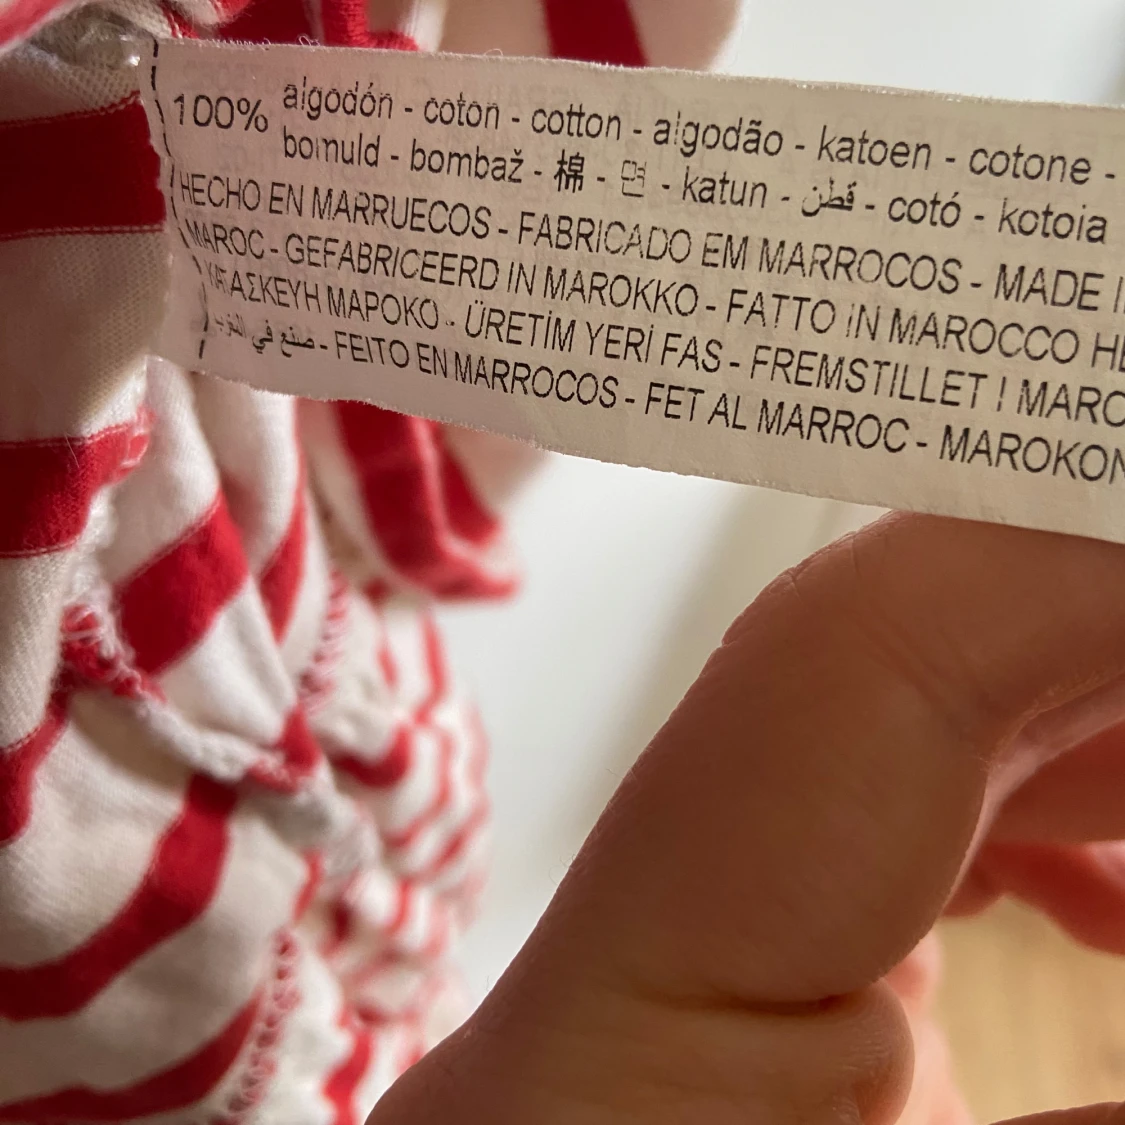 100% algodón - coton - cotton - algodão - katoen - cotone -
bomuld - bombaž - 棉 - 면 - katun - قطن - cotó - kotoia
HECHO EN MARRUECOS - FABRICADO EM MARROCOS - MADE I
MAROC - GEFABRICEERD IN MAROKKO - FATTO IN MAROCCO HE
ΚΑΤΑΣΚΕΥΗ ΜΑΡΟΚΟ - ÜRETİM YERİ FAS - FREMSTILLET I MARO
صنع في المغرب - FEITO EN MARROCOS - FET AL MARROC - MAROKON